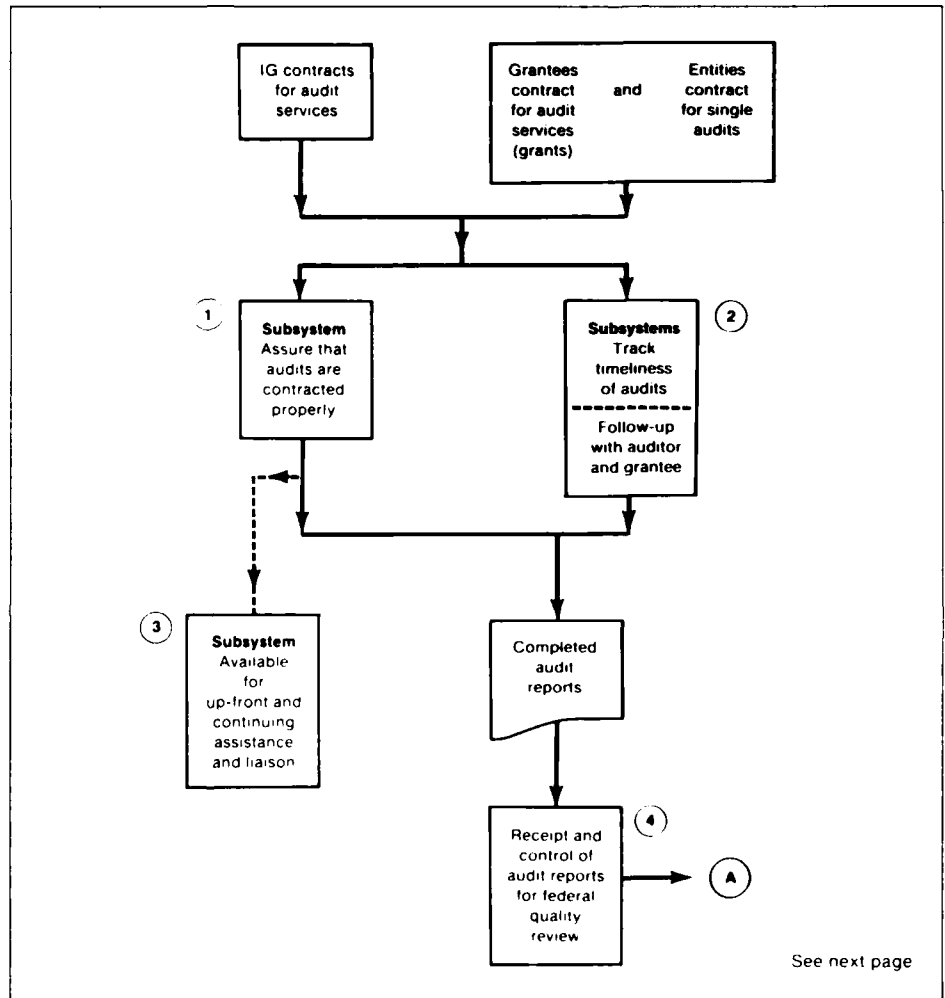 IG contracts
for audit
services
Grantees
contract
for audit
services
(grants)
and
Entities
contract
for single
audits
1
Subsystem
Assure that
audits are
contracted
properly
2
Subsystems
Track
timeliness
of audits
Follow-up
with auditor
and grantee
3
Subsystem
Available
for
up-front and
continuing
assistance
and liaison
Completed
audit
reports
4
Receipt and
control of
audit reports
for federal
quality
review
A
See next page